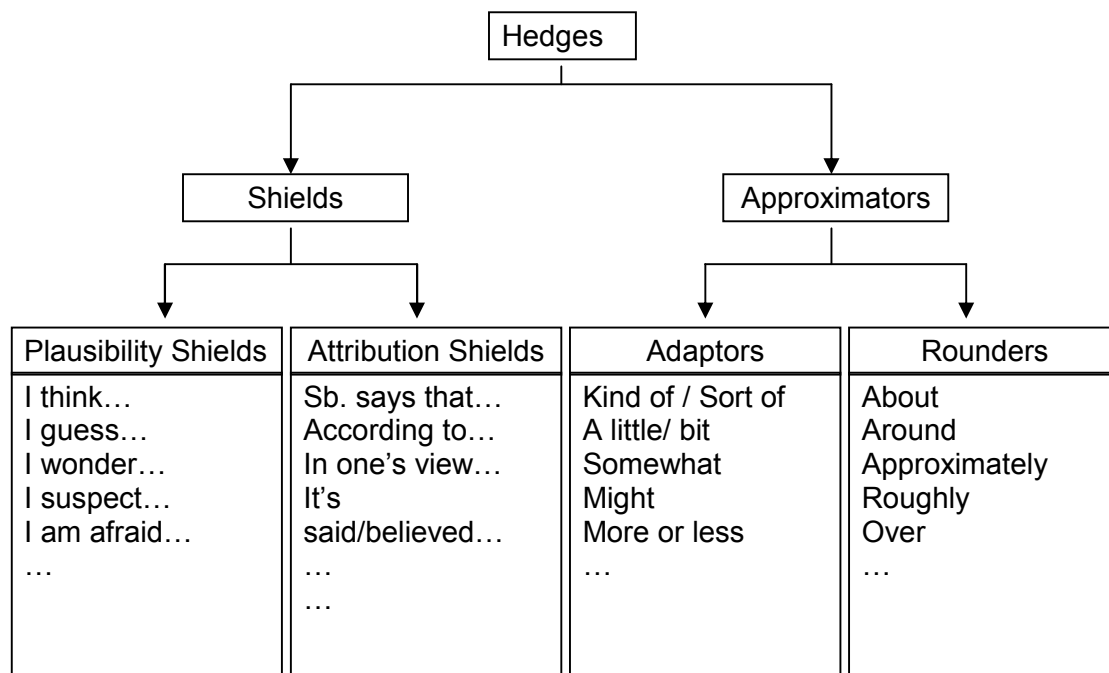 Hedges
Shields
Approximators
Plausibility Shields
I think…
I guess…
I wonder…
I suspect…
I am afraid…
…
Attribution Shields
Sb. says that…
According to…
In one’s view…
It’s
said/believed…
…
…
Adaptors
Kind of / Sort of
A little/ bit
Somewhat
Might
More or less
…
Rounders
About
Around
Approximately
Roughly
Over
…